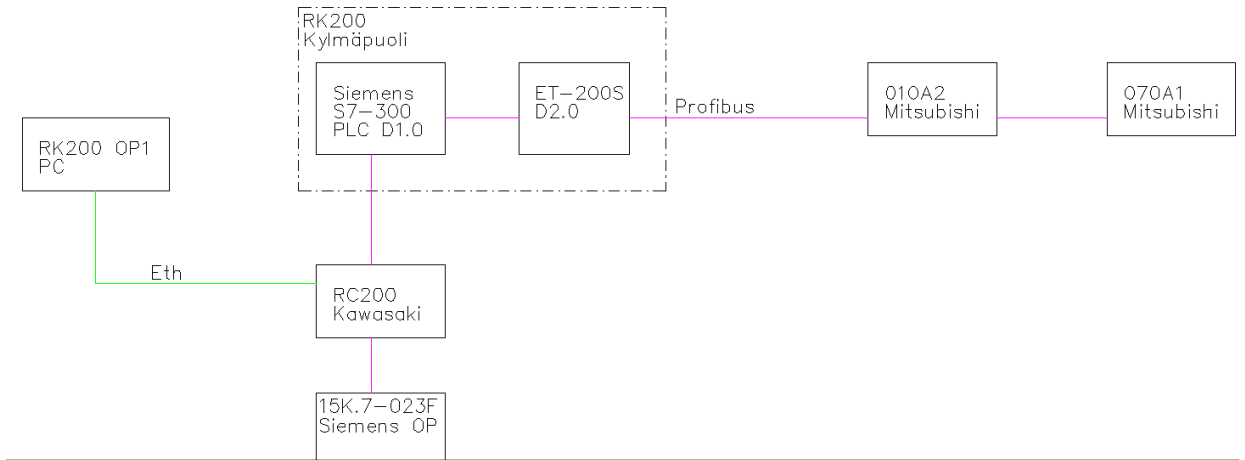 RK200
Kylmäpuoli
Siemens
S7-300
PLC D1.0
ET-200S
D2.0
Profibus
010A2
Mitsubishi
070A1
Mitsubishi
RK200 OP1
PC
Eth
RC200
Kawasaki
15K.7-023F
Siemens OP